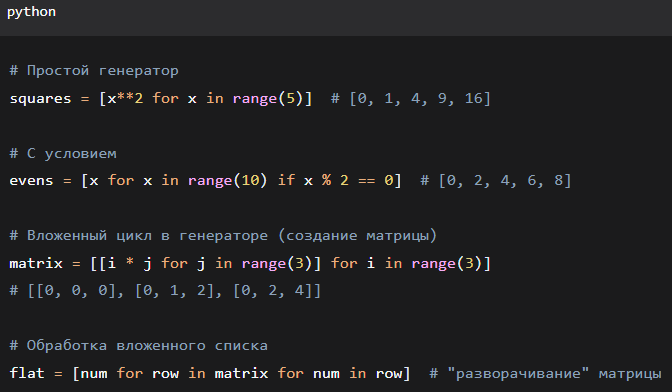 python
# Простой генератор
squares = [x**2 for x in range(5)]  # [0, 1, 4, 9, 16]
# С условием
evens = [x for x in range(10) if x % 2 == 0]  # [0, 2, 4, 6, 8]
# Вложенный цикл в генераторе (создание матрицы)
matrix = [[i * j for j in range(3)] for i in range(3)]
# [[0, 0, 0], [0, 1, 2], [0, 2, 4]]
# Обработка вложенного списка
flat = [num for row in matrix for num in row]  # "разворачивание" матрицы